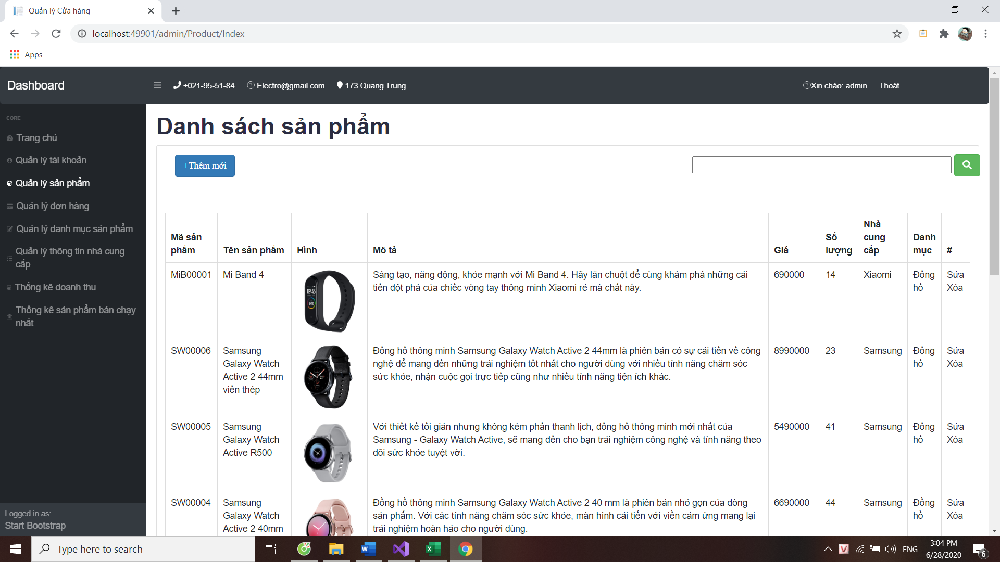 Quản lý Cửa hàng
localhost:49901/admin/Product/Index
Apps
Dashboard
+021-95-51-84
Electro@gmail.com
173 Quang Trung
Xin chào: admin
Thoát
CORE
Trang chủ
Quản lý tài khoản
Quản lý sản phẩm
Quản lý đơn hàng
Quản lý danh mục sản phẩm
Quản lý thông tin nhà cung
cấp
Thống kê doanh thu
Thống kê sản phẩm bán chạy
nhất
Logged in as:
Start Bootstrap
Danh sách sản phẩm
+Thêm mới
Mã sản
phẩm
Tên sản phẩm
Hình
Mô tả
Giá
Số
lượng
Nhà
cung
cấp
Danh
mục
#
MiB00001
Mi Band 4
Sáng tạo, năng động, khỏe mạnh với Mi Band 4. Hãy lăn chuột để cùng khám phá những cải
tiến đột phá của chiếc vòng tay thông minh Xiaomi rẻ mà chất này.
690000
14
Xiaomi
Đồng
hồ
Sửa
Xóa
SW00006
Samsung
Galaxy Watch
Active 2 44mm
viền thép
Đồng hồ thông minh Samsung Galaxy Watch Active 2 44mm là phiên bản có sự cải tiến về công
nghệ để mang đến những trải nghiệm tốt nhất cho người dùng với nhiều tính năng chăm sóc
sức khỏe, nhận cuộc gọi trực tiếp cũng như nhiều tính năng tiện ích khác.
8990000
23
Samsung
Đồng
hồ
Sửa
Xóa
SW00005
Samsung
Galaxy Watch
Active R500
Với thiết kế tối giản nhưng không kém phần thanh lịch, đồng hồ thông minh mới nhất của
Samsung - Galaxy Watch Active, sẽ mang đến cho bạn trải nghiệm công nghệ và tính năng theo
dõi sức khỏe tuyệt vời.
5490000
41
Samsung
Đồng
hồ
Sửa
Xóa
SW00004
Samsung
Galaxy Watch
Active 2 40mm
Đồng hồ thông minh Samsung Galaxy Watch Active 2 40 mm là phiên bản nhỏ gọn của dòng
sản phẩm. Với các tính năng chăm sóc sức khỏe, màn hình cải tiến với viền cảm ứng mang lại
trải nghiệm hoàn hảo cho người dùng.
6690000
44
Samsung
Đồng
hồ
Sửa
Xóa
Type here to search
ENG
3:04 PM
6/28/2020
6